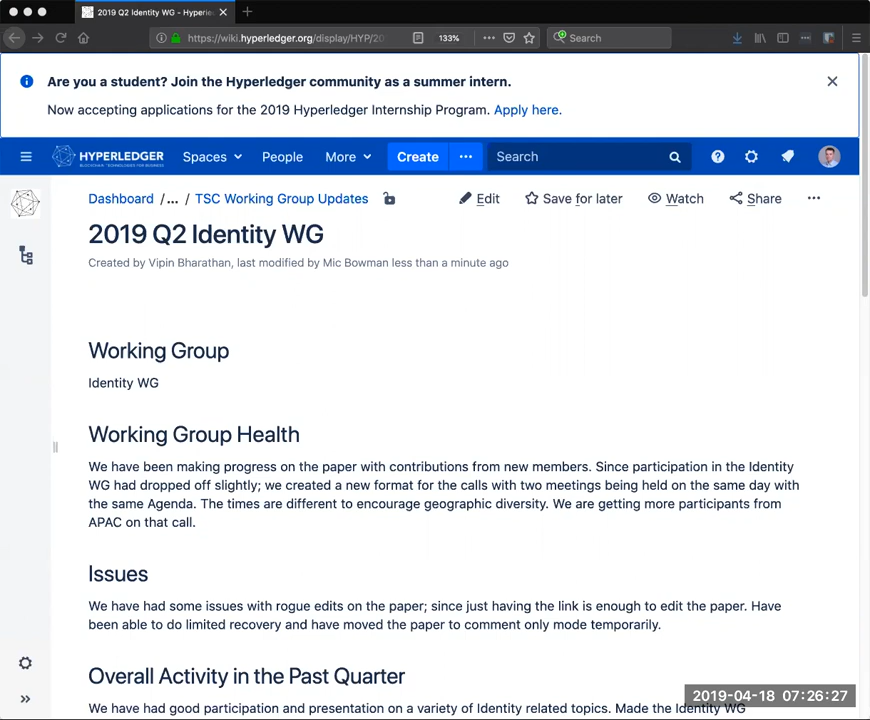 2019 Q2 Identity WG - Hyperle
https://wiki.hyperledger.org/display/HYP/20 133% Search
Are you a student? Join the Hyperledger community as a summer intern.
Now accepting applications for the 2019 Hyperledger Internship Program. Apply here.
HYPERLEDGER Spaces People More Create ... Search
Dashboard /... / TSC Working Group Updates Edit Save for later Watch Share ...
2019 Q2 Identity WG
Created by Vipin Bharathan, last modified by Mic Bowman less than a minute ago
Working Group
Identity WG
Working Group Health
We have been making progress on the paper with contributions from new members. Since participation in the Identity
WG had dropped off slightly; we created a new format for the calls with two meetings being held on the same day with
the same Agenda. The times are different to encourage geographic diversity. We are getting more participants from
APAC on that call.
Issues
We have had some issues with rogue edits on the paper; since just having the link is enough to edit the paper. Have
been able to do limited recovery and have moved the paper to comment only mode temporarily.
Overall Activity in the Past Quarter
We have had good participation and presentation on a variety of Identity related topics. Made the Identity WG
2019-04-18 07:26:27